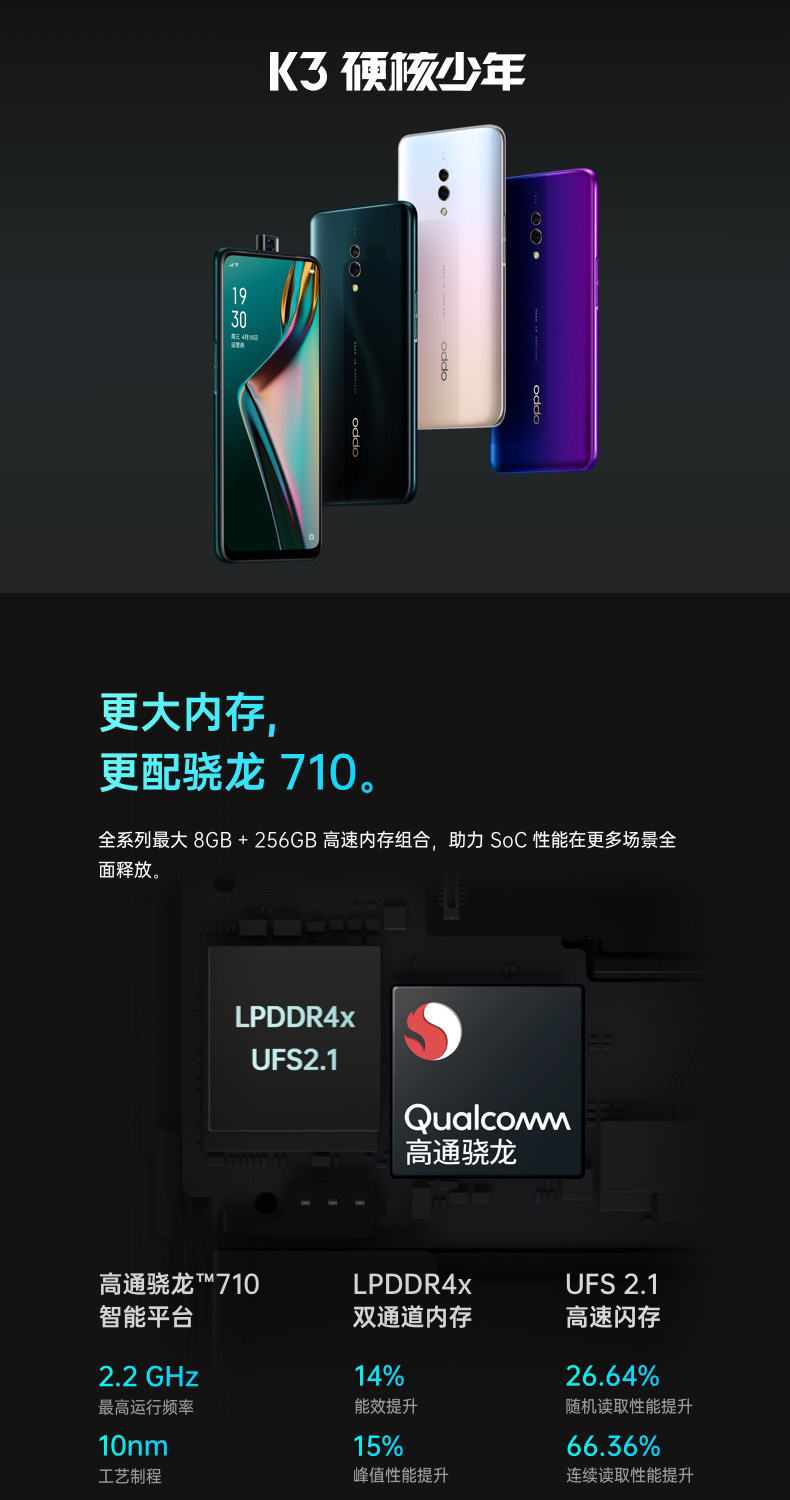 K3 硬核少年
19
30
周三 4月10日
oppo
oppo
oppo
更大内存,
更配骁龙 710。
全系列最大 8GB + 256GB 高速内存组合，助力 SoC 性能在更多场景全
面释放。
LPDDR4x
UFS2.1
Qualcomm
高通骁龙
高通骁龙™710
智能平台
LPDDR4x
双通道内存
UFS 2.1
高速闪存
2.2 GHz
最高运行频率
14%
能效提升
26.64%
随机读取性能提升
10nm
工艺制程
15%
峰值性能提升
66.36%
连续读取性能提升